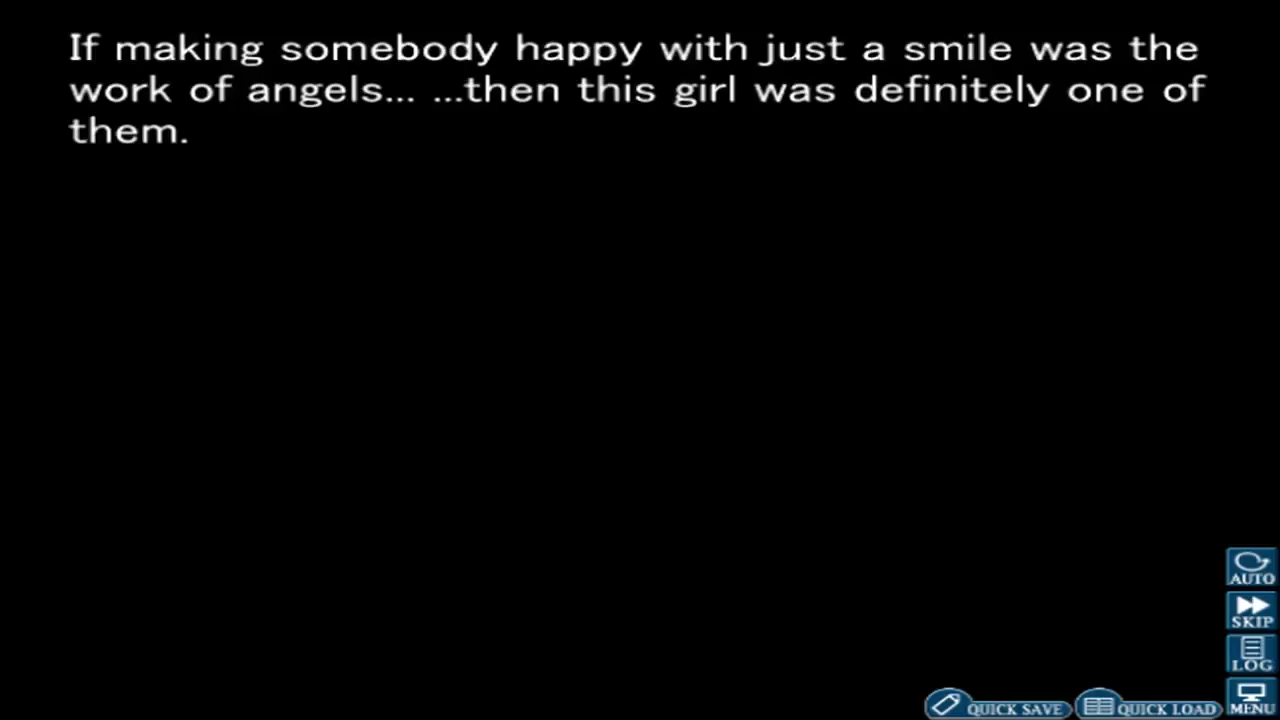 If making somebody happy with just a smile was the
work of angels... ...then this girl was definitely one of
them.
AUTO
SKIP
LOG
MENU
QUICK SAVE
QUICK LOAD